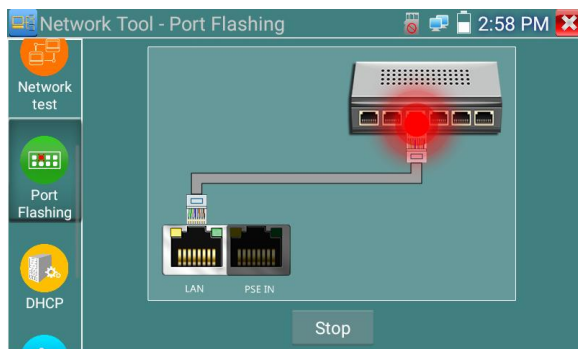 Network Tool - Port Flashing
2:58 PM
Network
test
Port
Flashing
DHCP
LAN
PSE IN
Stop